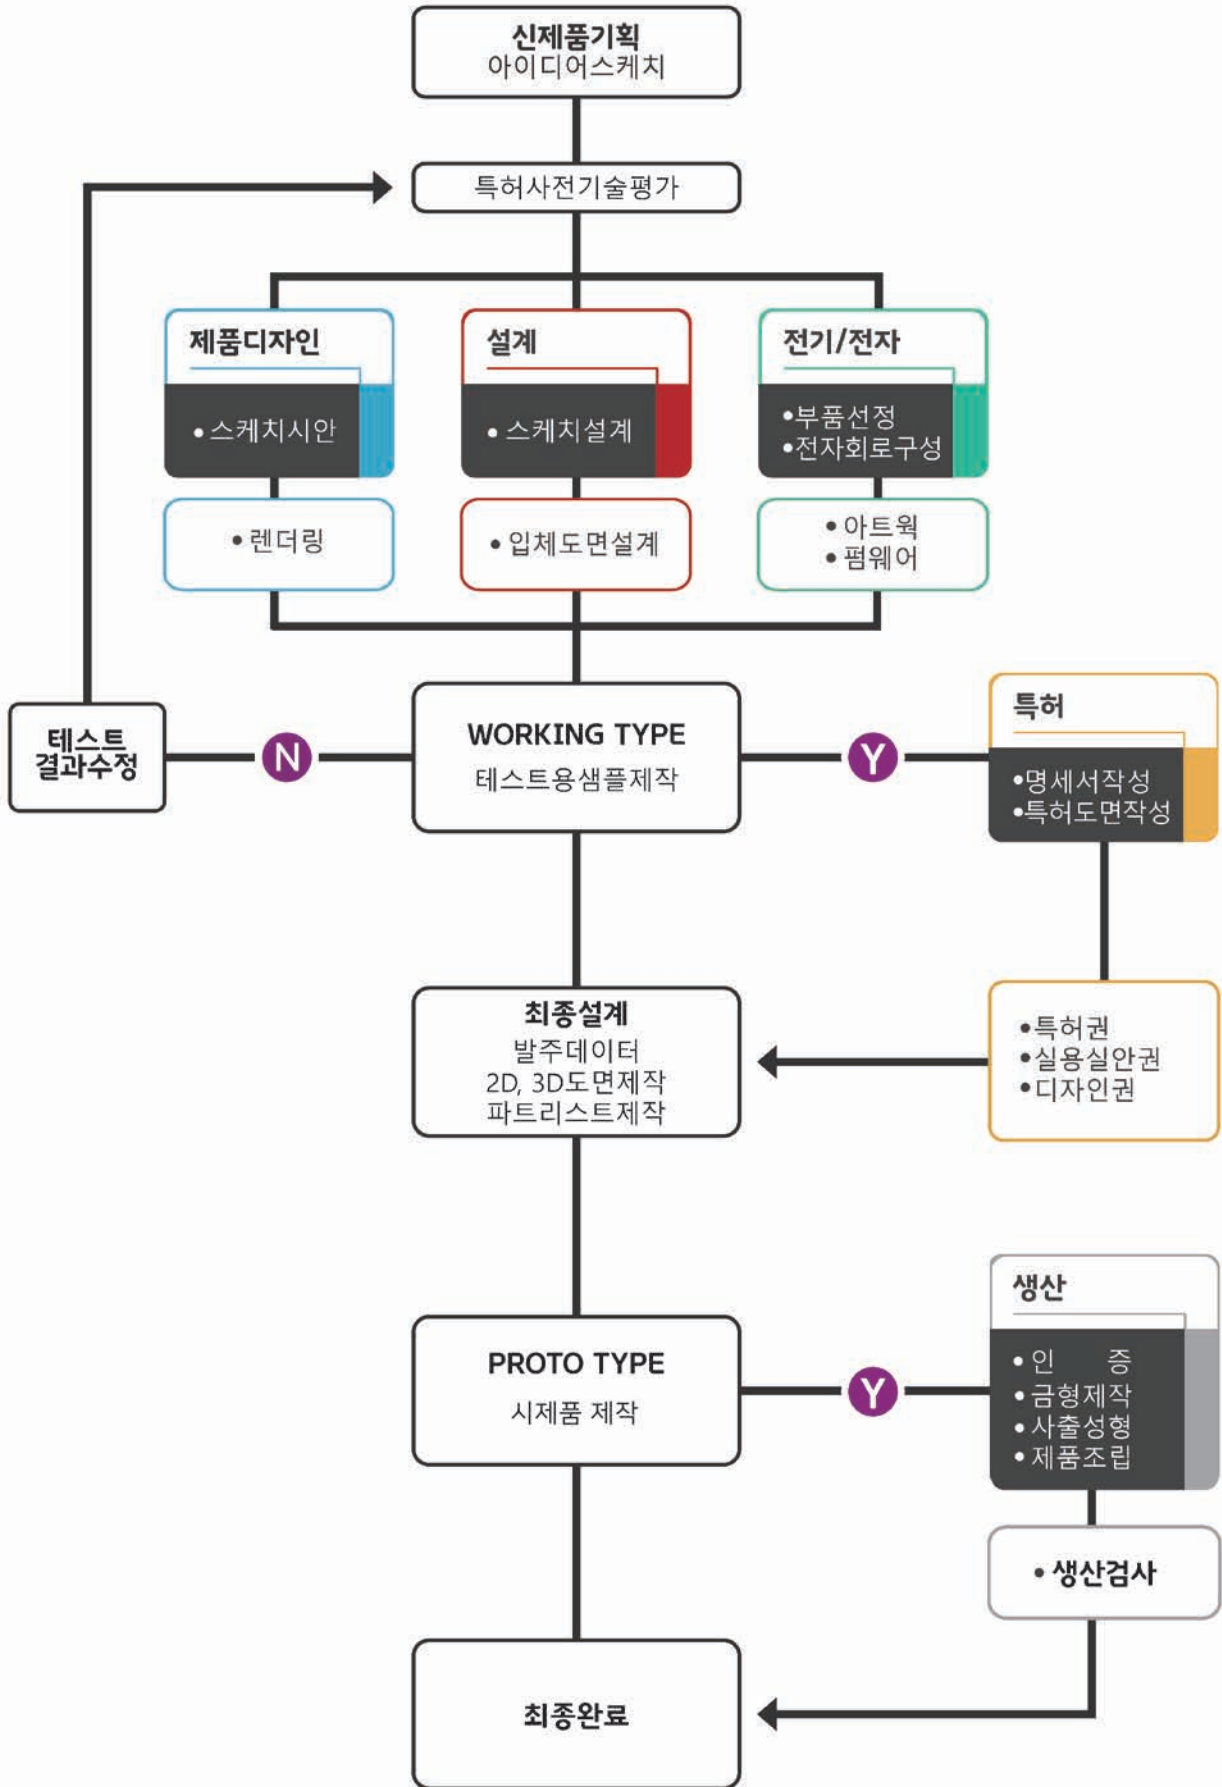 신제품기획
아이디어스케치
특허사전기술평가
제품디자인
•스케치시안
•렌더링
설계
•스케치설계
•입체도면설계
전기/전자
•부품선정
•전자회로구성
•아트웍
•펌웨어
테스트
결과수정
N
WORKING TYPE
테스트용샘플제작
Y
특허
•명세서작성
•특허도면작성
•특허권
•실용실안권
•디자인권
최종설계
발주데이터
2D, 3D도면제작
파트리스트제작
PROTO TYPE
시제품 제작
Y
생산
•인 증
•금형제작
•사출성형
•제품조립
•생산검사
최종완료